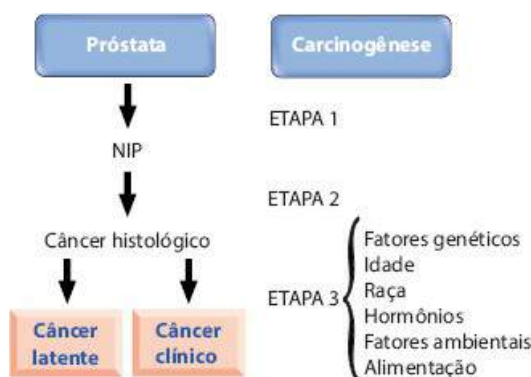 Próstata
Carcinogênese
ETAPA 1
NIP
ETAPA 2
Câncer histológico
ETAPA 3
Fatores genéticos
Idade
Raça
Hormônios
Fatores ambientais
Alimentação
Câncer
latente
Câncer
clínico